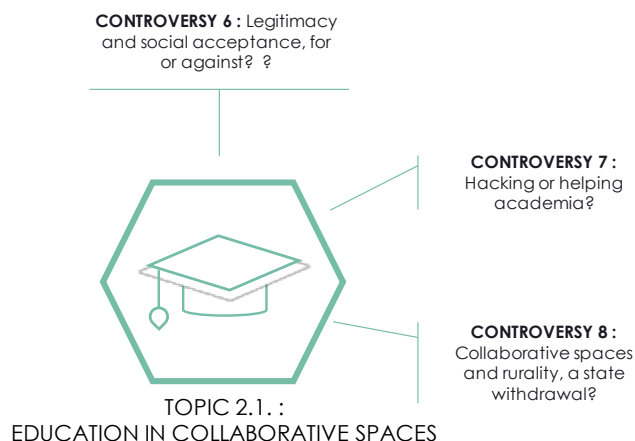 CONTROVERSY 6 : Legitimacy
and social acceptance, for
or against? ?
CONTROVERSY 7 :
Hacking or helping
academia?
CONTROVERSY 8 :
Collaborative spaces
and rurality, a state
withdrawal?
TOPIC 2.1. :
EDUCATION IN COLLABORATIVE SPACES